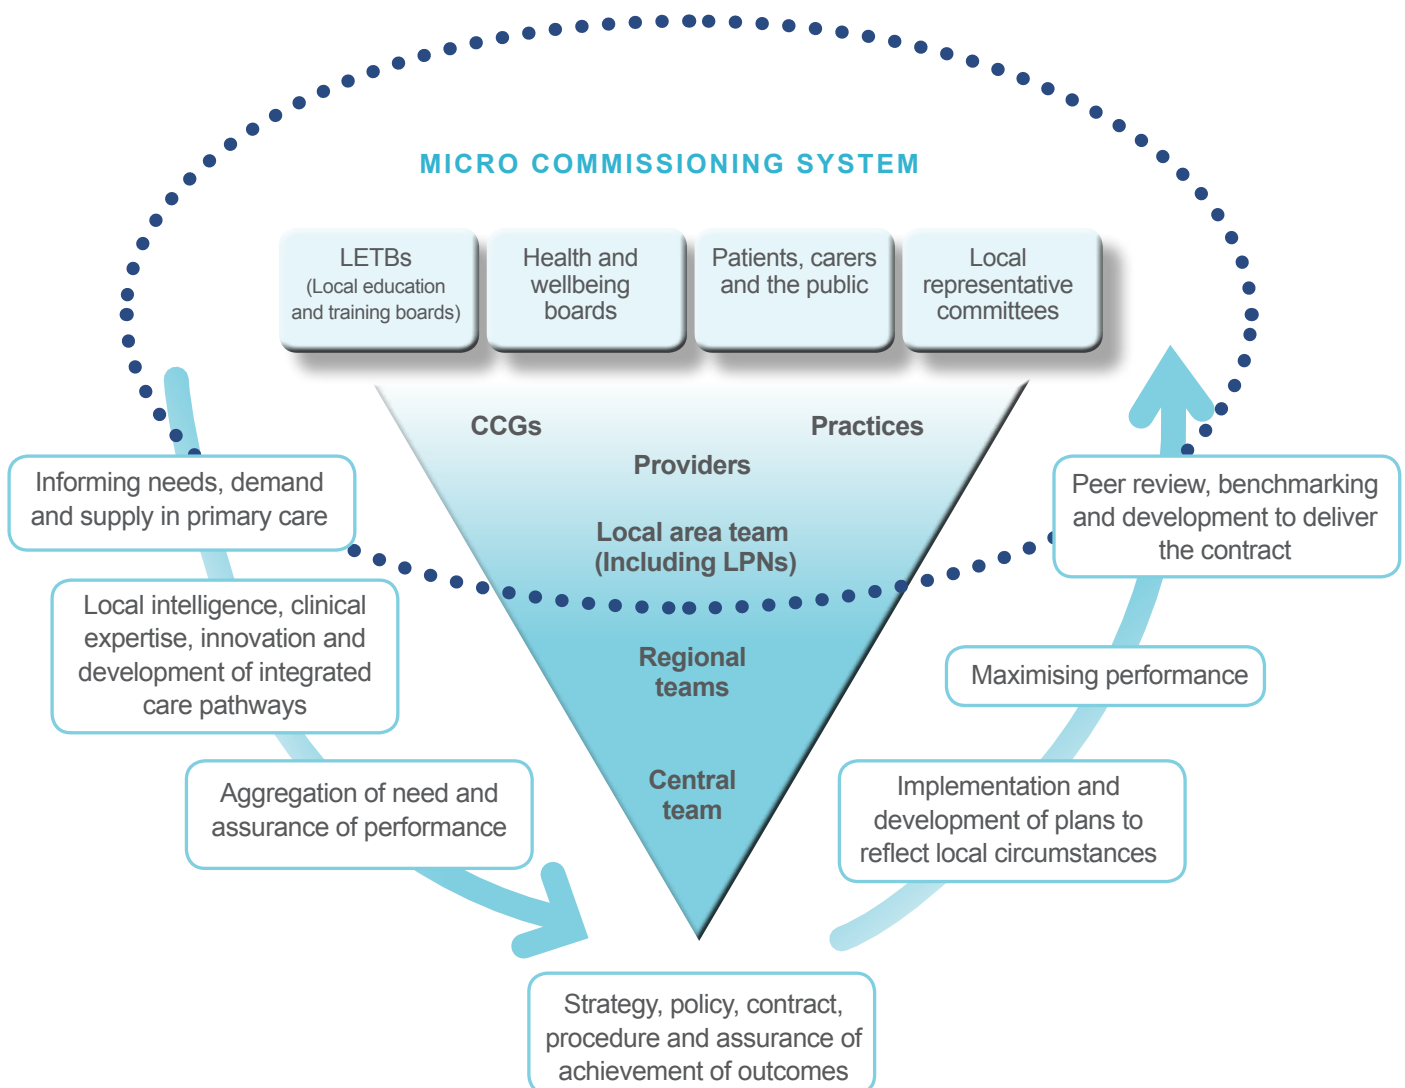 MICRO COMMISSIONING SYSTEM
LETBs
(Local education
and training boards)
Health and
wellbeing
boards
Patients, carers
and the public
Local
representative
committees
CCGs
Practices
Providers
Local area team
(Including LPNs)
Regional
teams
Central
team
Informing needs, demand
and supply in primary care
Local intelligence, clinical
expertise, innovation and
development of integrated
care pathways
Aggregation of need and
assurance of performance
Strategy, policy, contract,
procedure and assurance of
achievement of outcomes
Implementation and
development of plans to
reflect local circumstances
Maximising performance
Peer review, benchmarking
and development to deliver
the contract